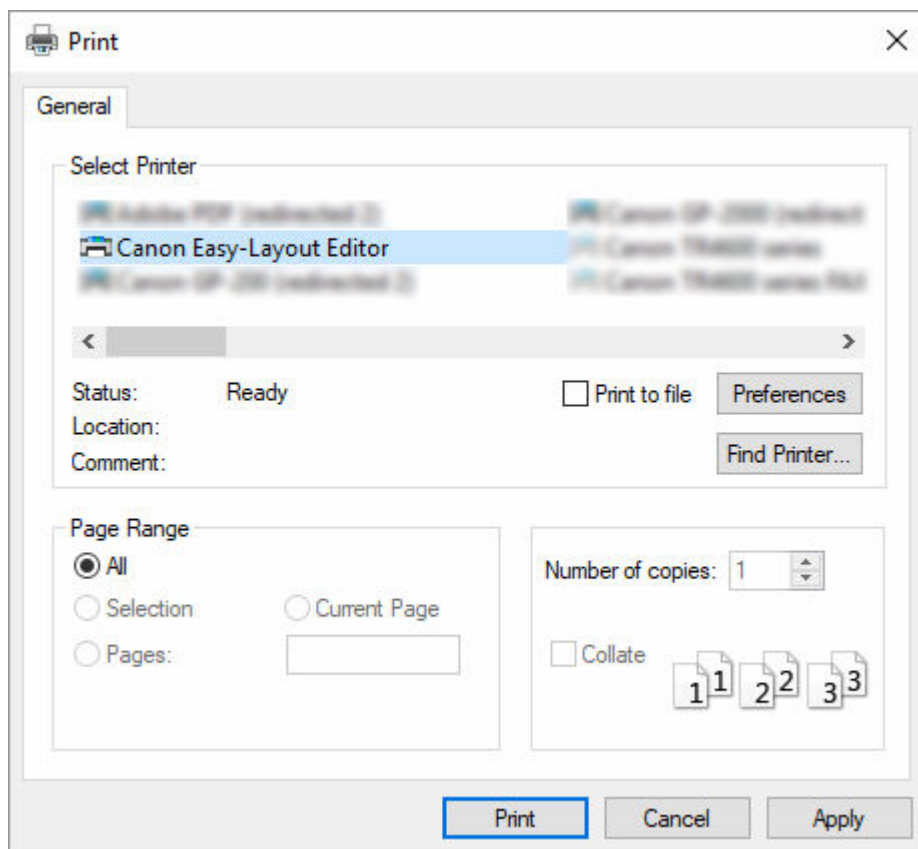 Print
General
Select Printer
Canon Easy-Layout Editor
Status: Ready
Print to file
Preferences
Location:
Comment:
Find Printer...
Page Range
All
Selection
Current Page
Pages:
Number of copies: 1
Collate
1 1 2 2 3 3
Print Cancel Apply